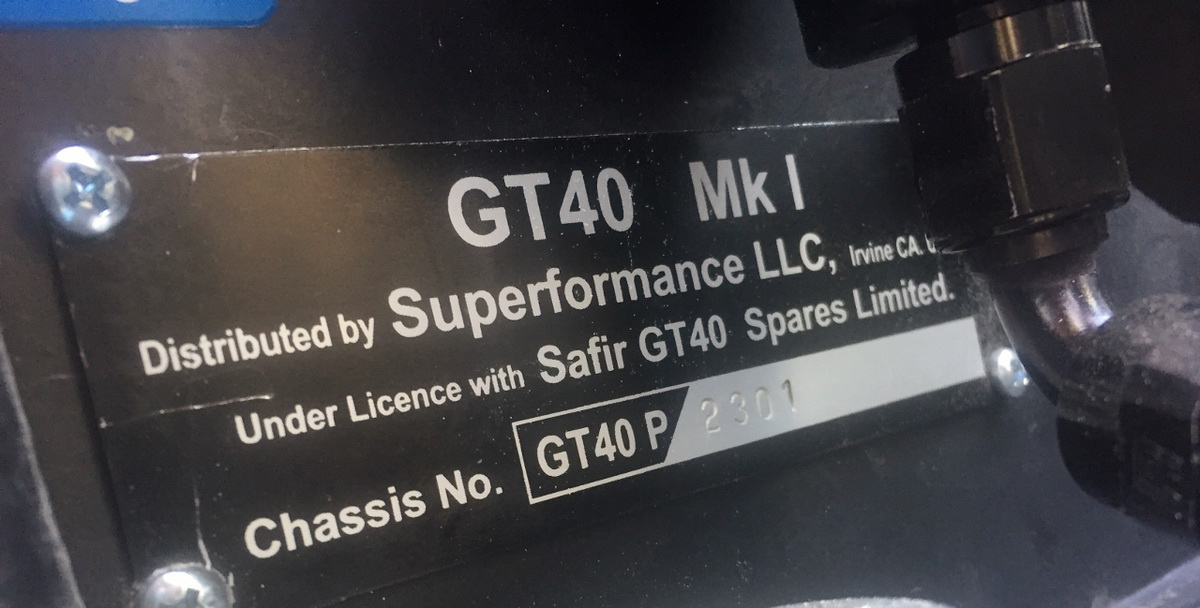 GT40 Mk I
Distributed by Superformance LLC, Irvine CA.
Under Licence with Safir GT40 Spares Limited.
Chassis No. GT40 P 2301